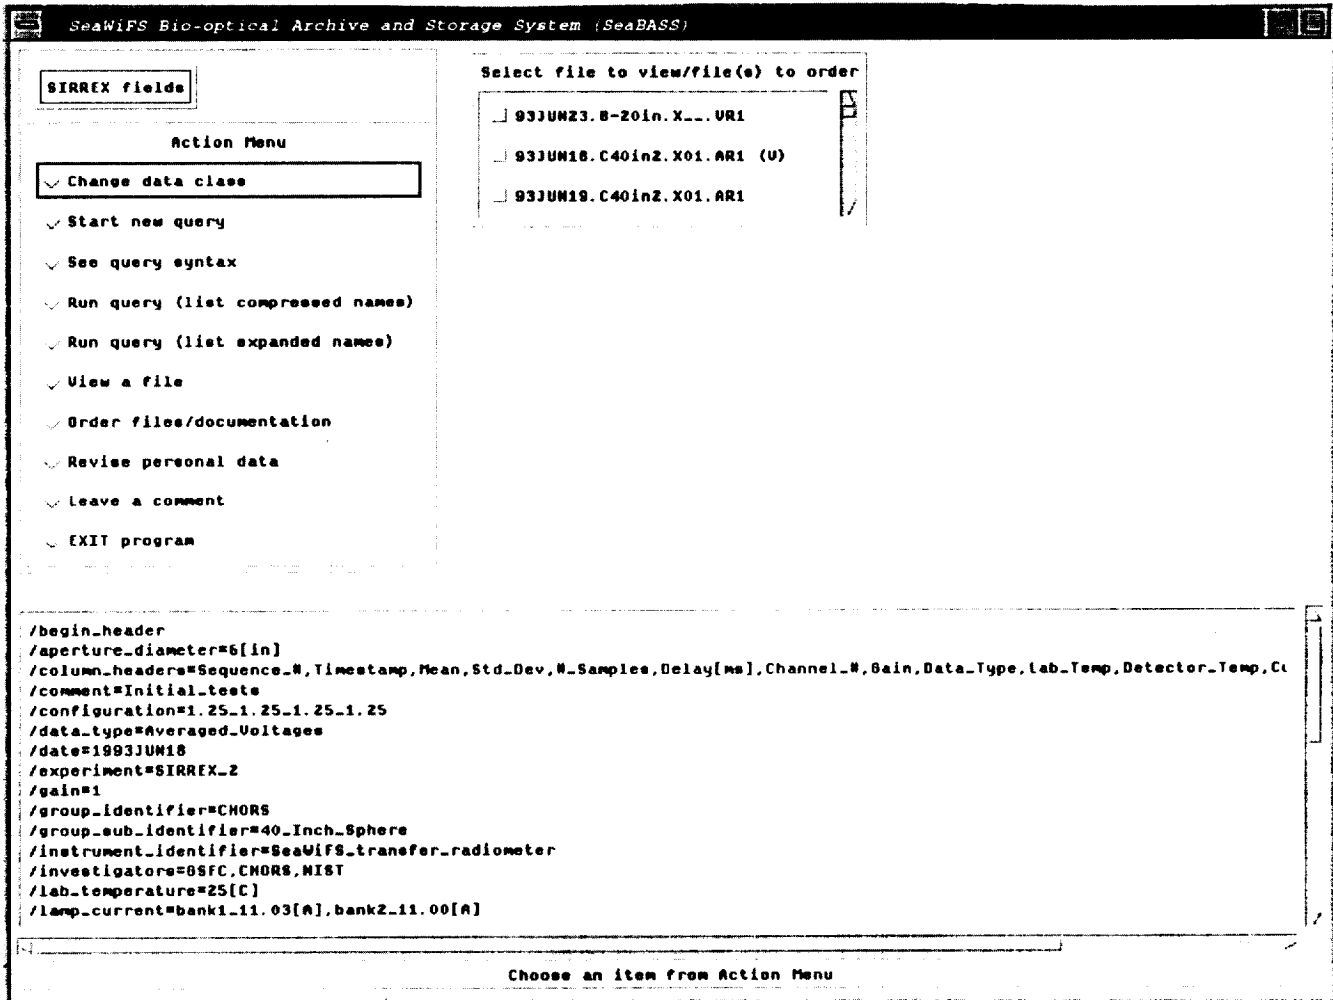 SeaWiFS Bio-optical Archive and Storage System (SeaBASS)
SIRREX fields
Action Menu
Change data class
Start new query
See query syntax
Run query (list compressed names)
Run query (list expanded names)
View a file
Order files/documentation
Revise personal data
Leave a comment
EXIT program
Select file to view/file(s) to order
93JUN23.B-20in.X__.VR1
93JUN18.C40in2.X01.AR1 (V)
93JUN19.C40in2.X01.AR1
/begin_header
/aperture_diameter=6[in]
/column_headers=Sequence_#,Timestamp,Mean,Std_Dev,#_Samples,Delay[ms],Channel_#,Gain,Data_Type,Lab_Temp,Detector_Temp,Cu
/comment=Initial_tests
/configuration=1.25_1.25_1.25_1.25
/data_type=Averaged_Voltages
/date=1993JUN18
/experiment=SIRREX_2
/gain=1
/group_identifier=CHORS
/group_sub_identifier=40_Inch_Sphere
/instrument_identifier=SeaWiFS_transfer_radiometer
/investigators=GSFC,CHORS,NIST
/lab_temperature=25[C]
/lamp_current=bank1_11.03[A],bank2_11.00[A]
Choose an item from Action Menu